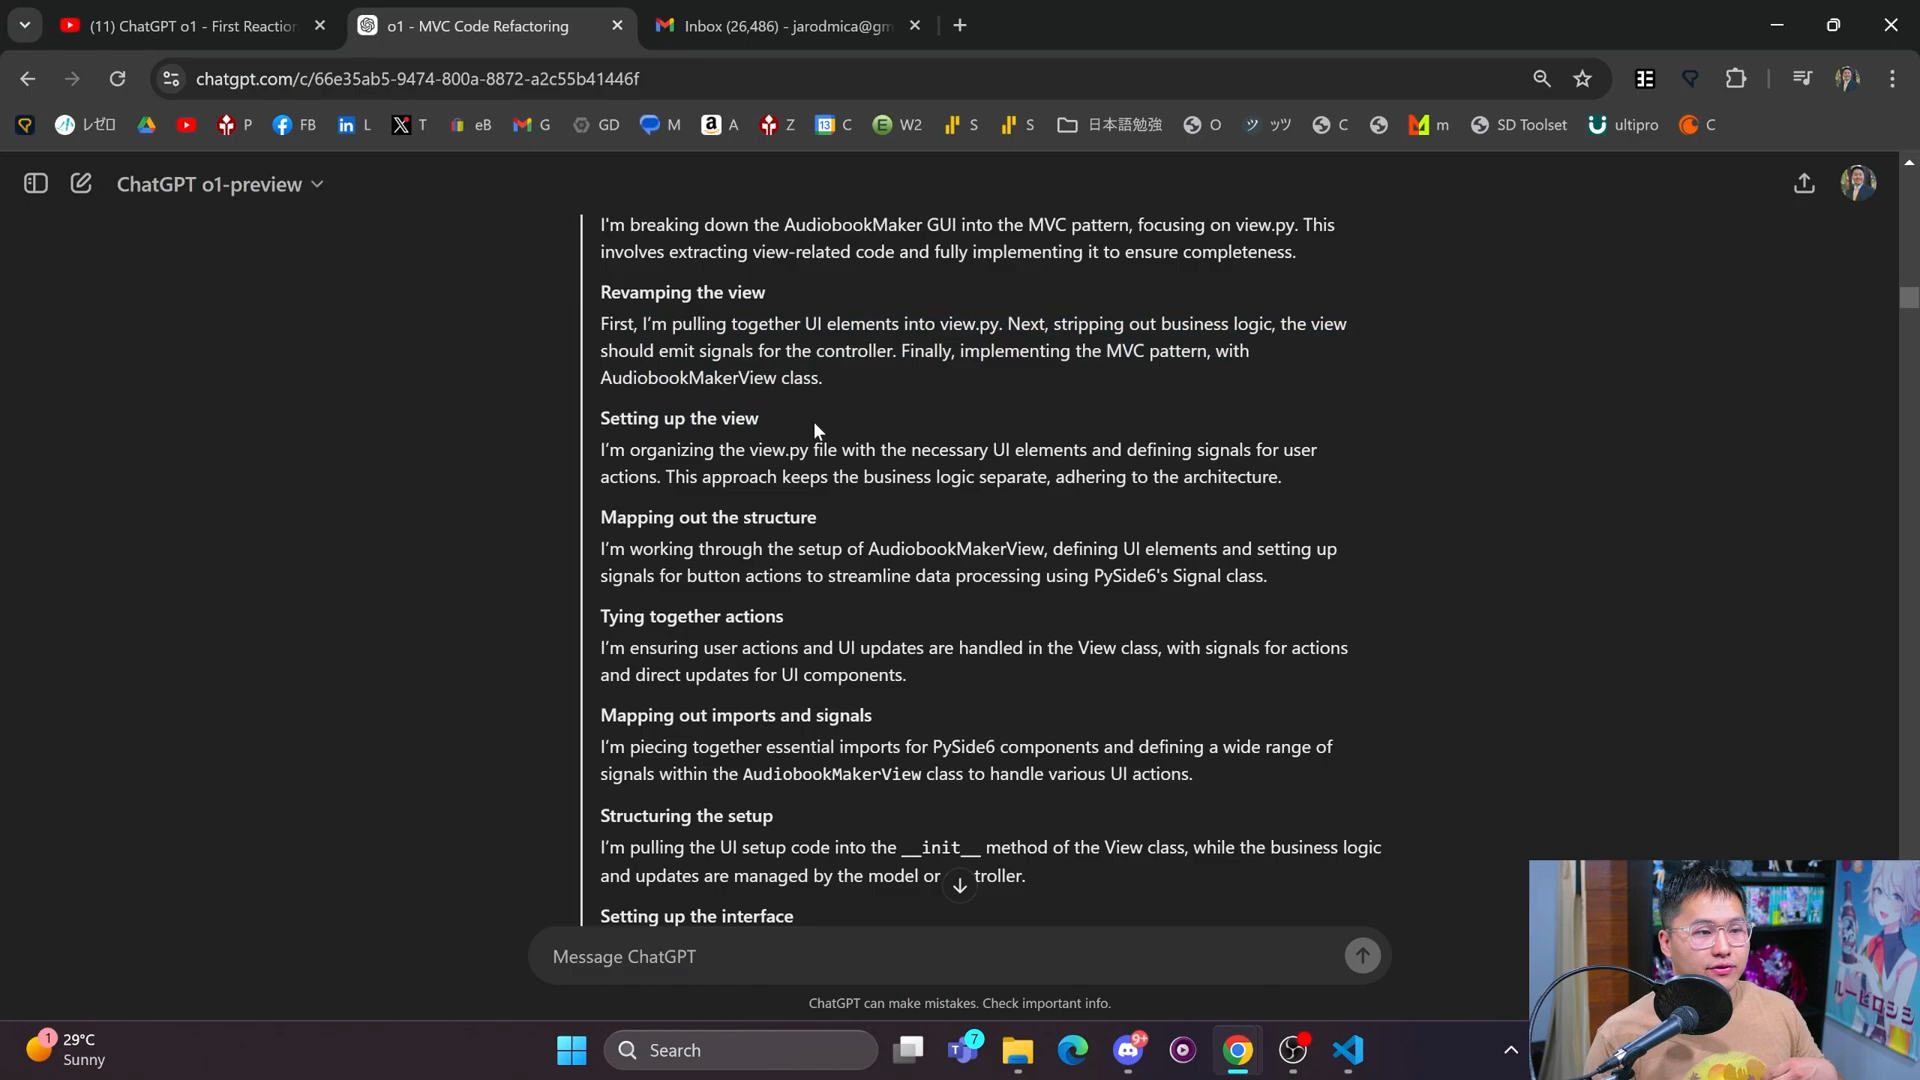 (11) ChatGPT o1 - First Reaction
o1 - MVC Code Refactoring
Inbox (26,486) - jarodmica@gm
chatgpt.com/c/66e35ab5-9474-800a-8872-a2c55b41446f
レゼロ
P
FB
L
T
eB
G
GD
M
A
Z
C
W2
S
S
日本語勉強
O
ッツ
C
m
SD Toolset
ultipro
C
ChatGPT o1-preview
I'm breaking down the AudiobookMaker GUI into the MVC pattern, focusing on view.py. This
involves extracting view-related code and fully implementing it to ensure completeness.
Revamping the view
First, I'm pulling together UI elements into view.py. Next, stripping out business logic, the view
should emit signals for the controller. Finally, implementing the MVC pattern, with
AudiobookMakerView class.
Setting up the view
I'm organizing the view.py file with the necessary UI elements and defining signals for user
actions. This approach keeps the business logic separate, adhering to the architecture.
Mapping out the structure
I'm working through the setup of AudiobookMakerView, defining UI elements and setting up
signals for button actions to streamline data processing using PySide6's Signal class.
Tying together actions
I'm ensuring user actions and UI updates are handled in the View class, with signals for actions
and direct updates for UI components.
Mapping out imports and signals
I'm piecing together essential imports for PySide6 components and defining a wide range of
signals within the AudiobookMakerView class to handle various UI actions.
Structuring the setup
I'm pulling the UI setup code into the __init__ method of the View class, while the business logic
and updates are managed by the model or troller.
Setting up the interface
Message ChatGPT
ChatGPT can make mistakes. Check important info.
1
29°C
Sunny
Search
7
9+